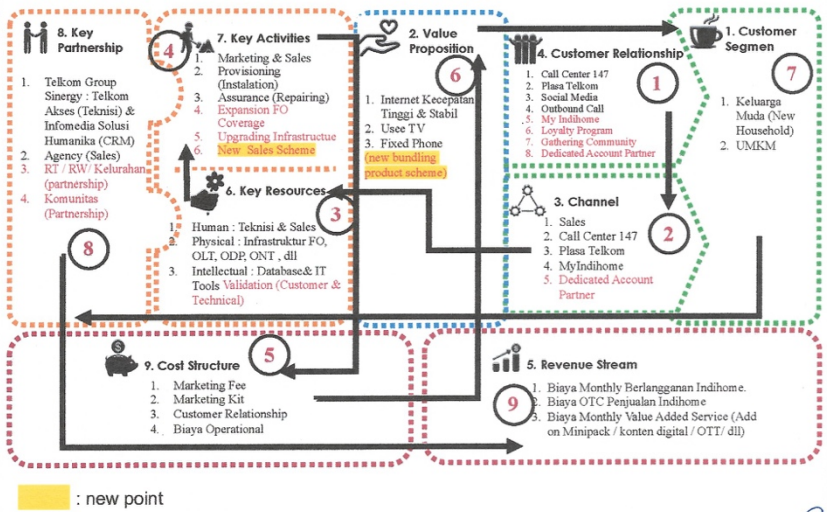 8. Key
Partnership
1. Telkom Group
Sinergy : Telkom
Akses (Teknisi) &
Infomedia Solusi
Humanika (CRM)
2. Agency (Sales)
3. RT / RW/ Kelurahan
(partnership)
4. Komunitas
(Partnership)
8
4
7. Key Activities
1. Marketing & Sales
2. Provisioning
(Instalation)
3. Assurance (Repairing)
4. Expansion FO
Coverage
5. Upgrading Infrastructue
6. New Sales Scheme
6. Key Resources
3
1. Human : Teknisi & Sales
2. Physical : Infrastruktur FO,
OLT, ODP, ONT , dll
3. Intellectual : Database& IT
Tools Validation (Customer &
Technical)
2. Value
Proposition
6
1. Internet Kecepatan
Tinggi & Stabil
2. Usee TV
3. Fixed Phone
(new bundling
product scheme)
4. Customer Relationship
1. Call Center 147
2. Plasa Telkom
3. Social Media
4. Outbound Call
5. My Indihome
6. Loyalty Program
7. Gathering Community
8. Dedicated Account Partner
1
3. Channel
1. Sales
2. Call Center 147
3. Plasa Telkom
4. MyIndihome
5. Dedicated Account
Partner
2
1. Customer
Segmen
7
1. Keluarga
Muda (New
Household)
2. UMKM
9. Cost Structure
5
1. Marketing Fee
2. Marketing Kit
3. Customer Relationship
4. Biaya Operasional
5. Revenue Stream
9
1. Biaya Monthly Berlangganan Indihome.
2. Biaya OTC Penjualan Indihome
3. Biaya Monthly Value Added Service (Add
on Minipack / konten digital / OTT/ dll)
: new point